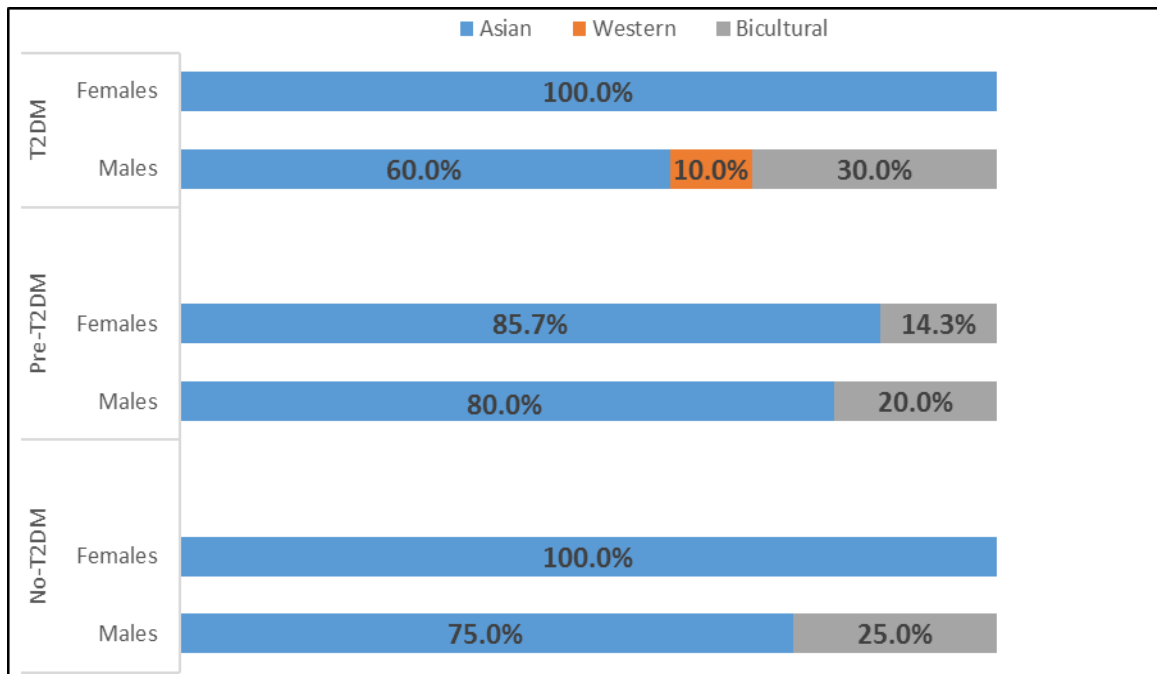 Asian Western Bicultural
T2DM
Females 100.0%
Males 60.0% 10.0% 30.0%
Pre-T2DM
Females 85.7% 14.3%
Males 80.0% 20.0%
No-T2DM
Females 100.0%
Males 75.0% 25.0%